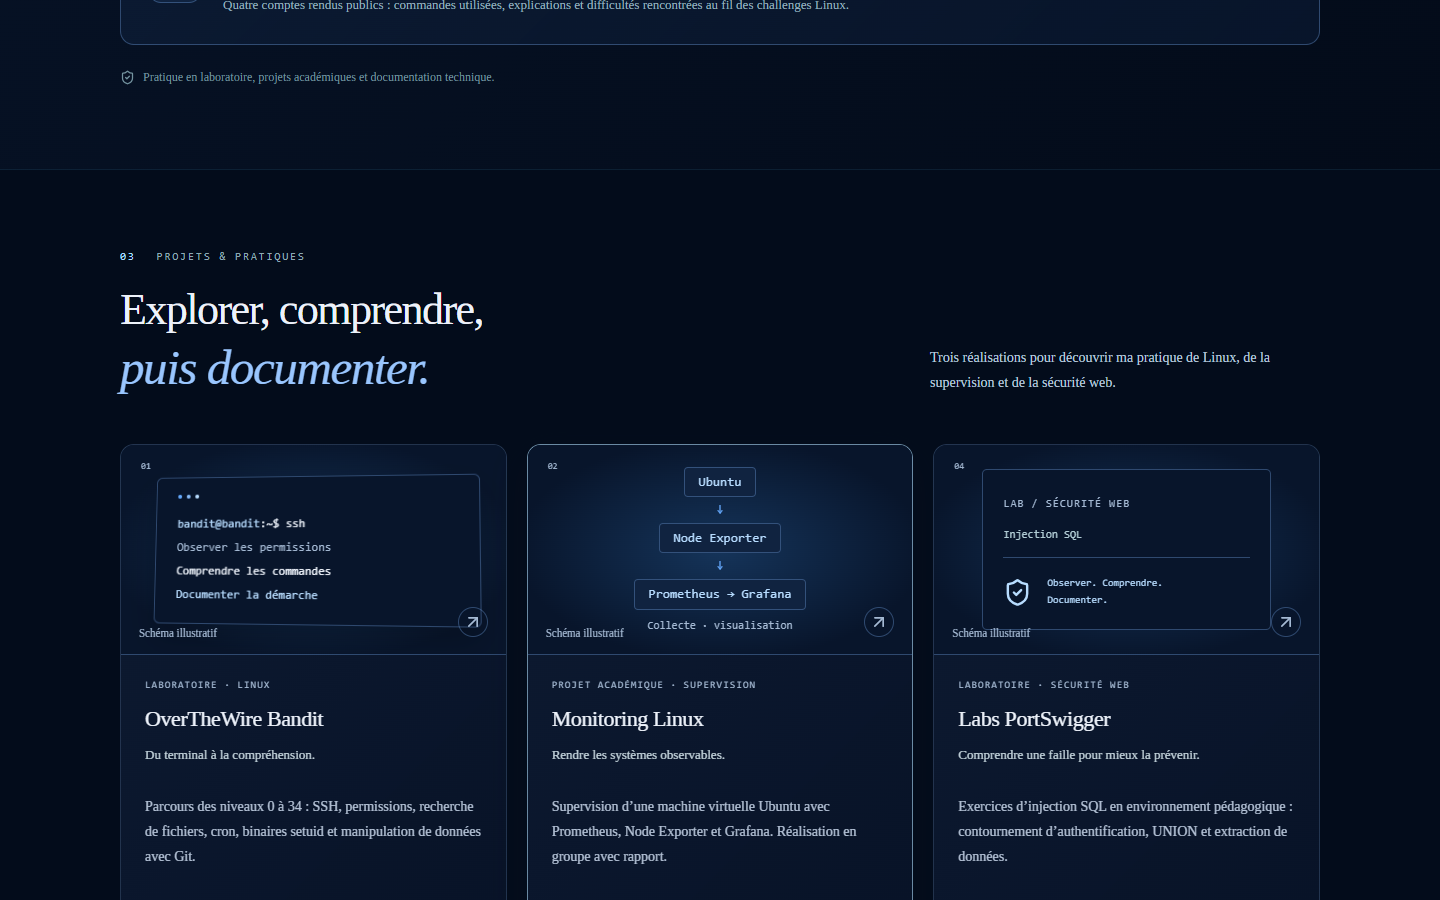 Quatre comptes rendus publics : commandes utilisées, explications et difficultés rencontrées au fil des challenges Linux.
Pratique en laboratoire, projets académiques et documentation technique.
03 PROJETS & PRATIQUES
Explorer, comprendre,
puis documenter.
Trois réalisations pour découvrir ma pratique de Linux, de la
supervision et de la sécurité web.
01
bandit@bandit:~$ ssh
Observer les permissions
Comprendre les commandes
Documenter la démarche
Schéma illustratif
LABORATOIRE · LINUX
OverTheWire Bandit
Du terminal à la compréhension.
Parcours des niveaux 0 à 34 : SSH, permissions, recherche
de fichiers, cron, binaires setuid et manipulation de données
avec Git.
02
Ubuntu
↓
Node Exporter
↓
Prometheus → Grafana
Collecte · visualisation
Schéma illustratif
PROJET ACADÉMIQUE · SUPERVISION
Monitoring Linux
Rendre les systèmes observables.
Supervision d’une machine virtuelle Ubuntu avec
Prometheus, Node Exporter et Grafana. Réalisation en
groupe avec rapport.
04
LAB / SÉCURITÉ WEB
Injection SQL
Observer. Comprendre.
Documenter.
Schéma illustratif
LABORATOIRE · SÉCURITÉ WEB
Labs PortSwigger
Comprendre une faille pour mieux la prévenir.
Exercices d’injection SQL en environnement pédagogique :
contournement d’authentification, UNION et extraction de
données.